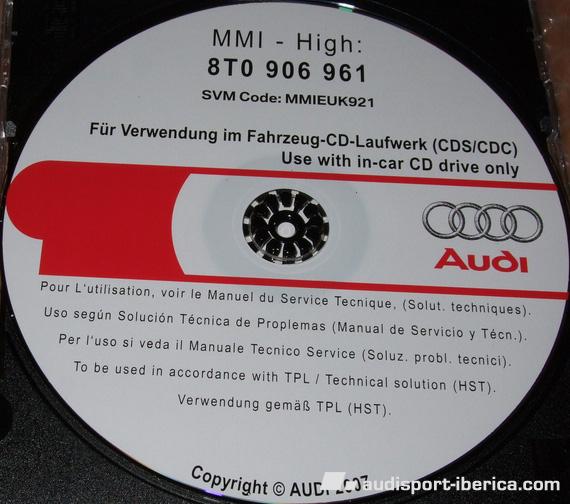 MMI - High:
8T0 906 961
SVM Code: MMIEUK921
Für Verwendung im Fahrzeug-CD-Laufwerk (CDS/CDC)
Use with in-car CD drive only
Audi
Pour L'utilisation, voir le Manuel du Service Tecnique, (Solut. techniques).
Uso según Solución Técnica de Proplemas (Manual de Servicio y Técn.).
Per l'uso si veda il Manuale Tecnico Service (Soluz. probl. tecnici).
To be used in accordance with TPL / Technical solution (HST).
Verwendung gemäß TPL (HST).
Copyright © AUDI 2007
audisport-iberica.com